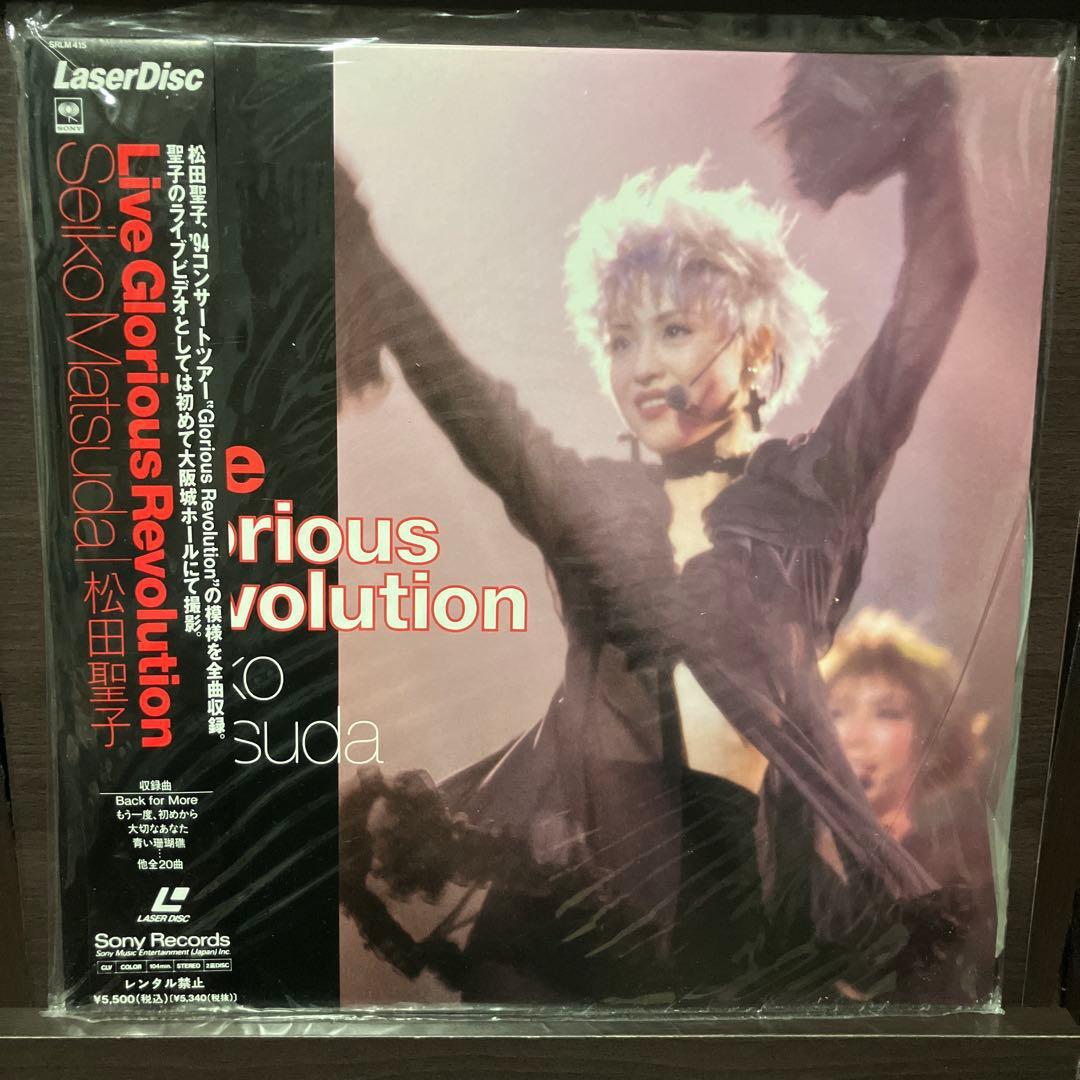 SRLM 415
LaserDisc
SONY
Live Glorious Revolution
Seiko Matsuda | 松田聖子
松田聖子、'94コンサートツアー“Glorious Revolution”の模様を全曲収録。
聖子のライブビデオとしては初めて大阪城ホールにて撮影。
収録曲
Back for More
もう一度、初めから
大切なあなた
青い珊瑚礁
⋮
他全20曲
LASER DISC
Sony Records
Sony Music Entertainment (Japan) Inc.
CLV COLOR 104min. STEREO 2面DISC
レンタル禁止
¥5,500(税込)〔¥5,340(税抜)〕
e
orious
volution
ko
suda